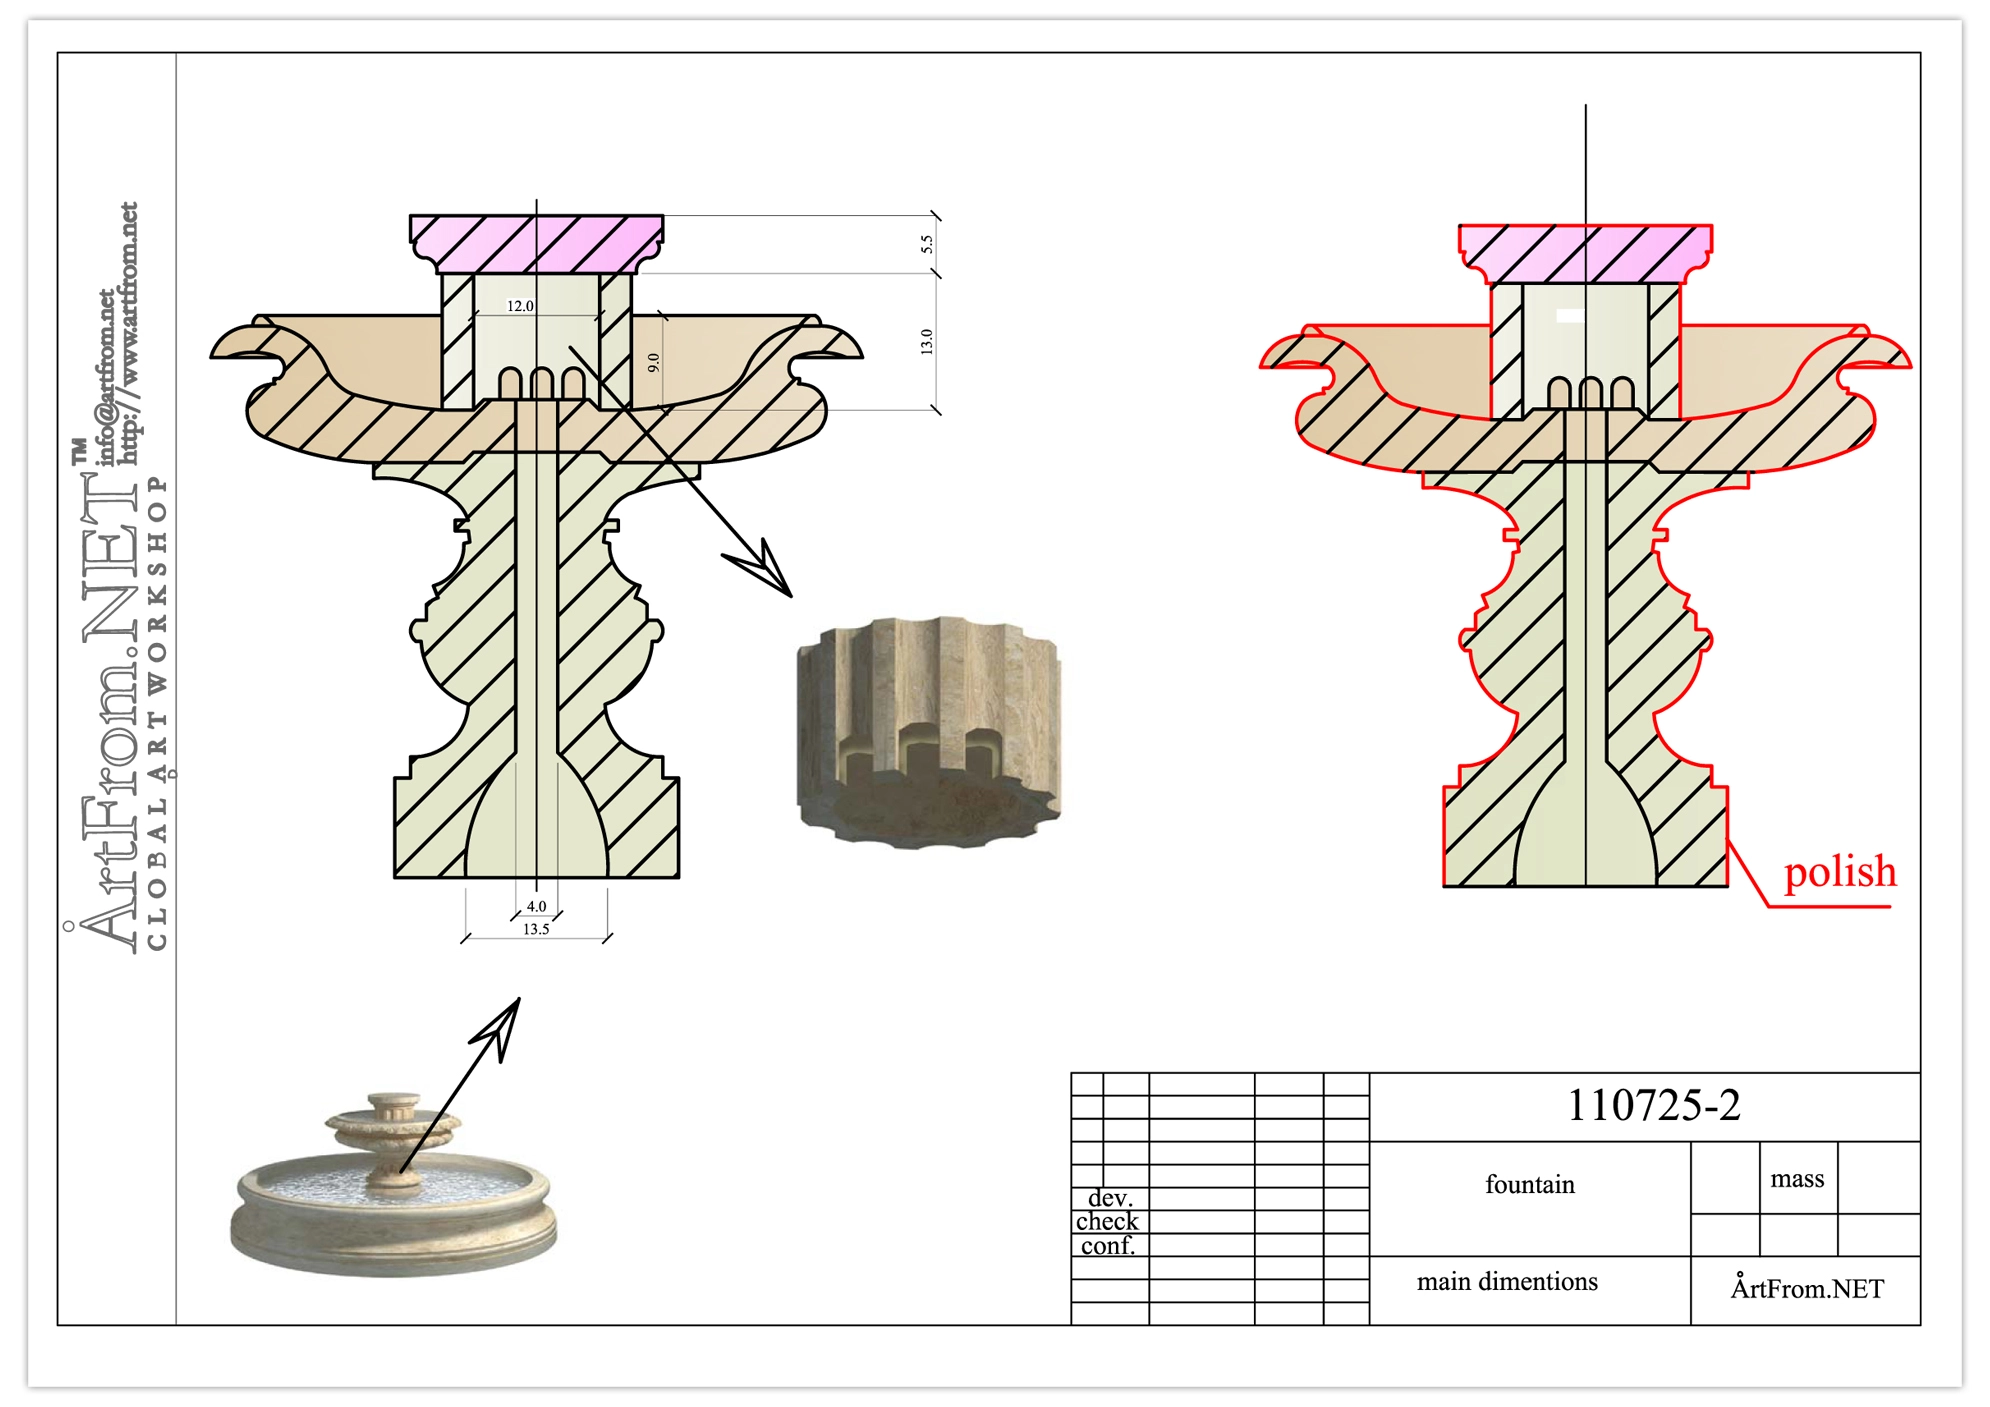 ÅrtFrom.NET™
info@artfrom.net
http://www.artfrom.net
GLOBAL ART WORKSHOP
5.5
12.0
13.0
9.0
4.0
13.5
polish
110725-2
fountain
mass
dev.
check
conf.
main dimentions
ÅrtFrom.NET